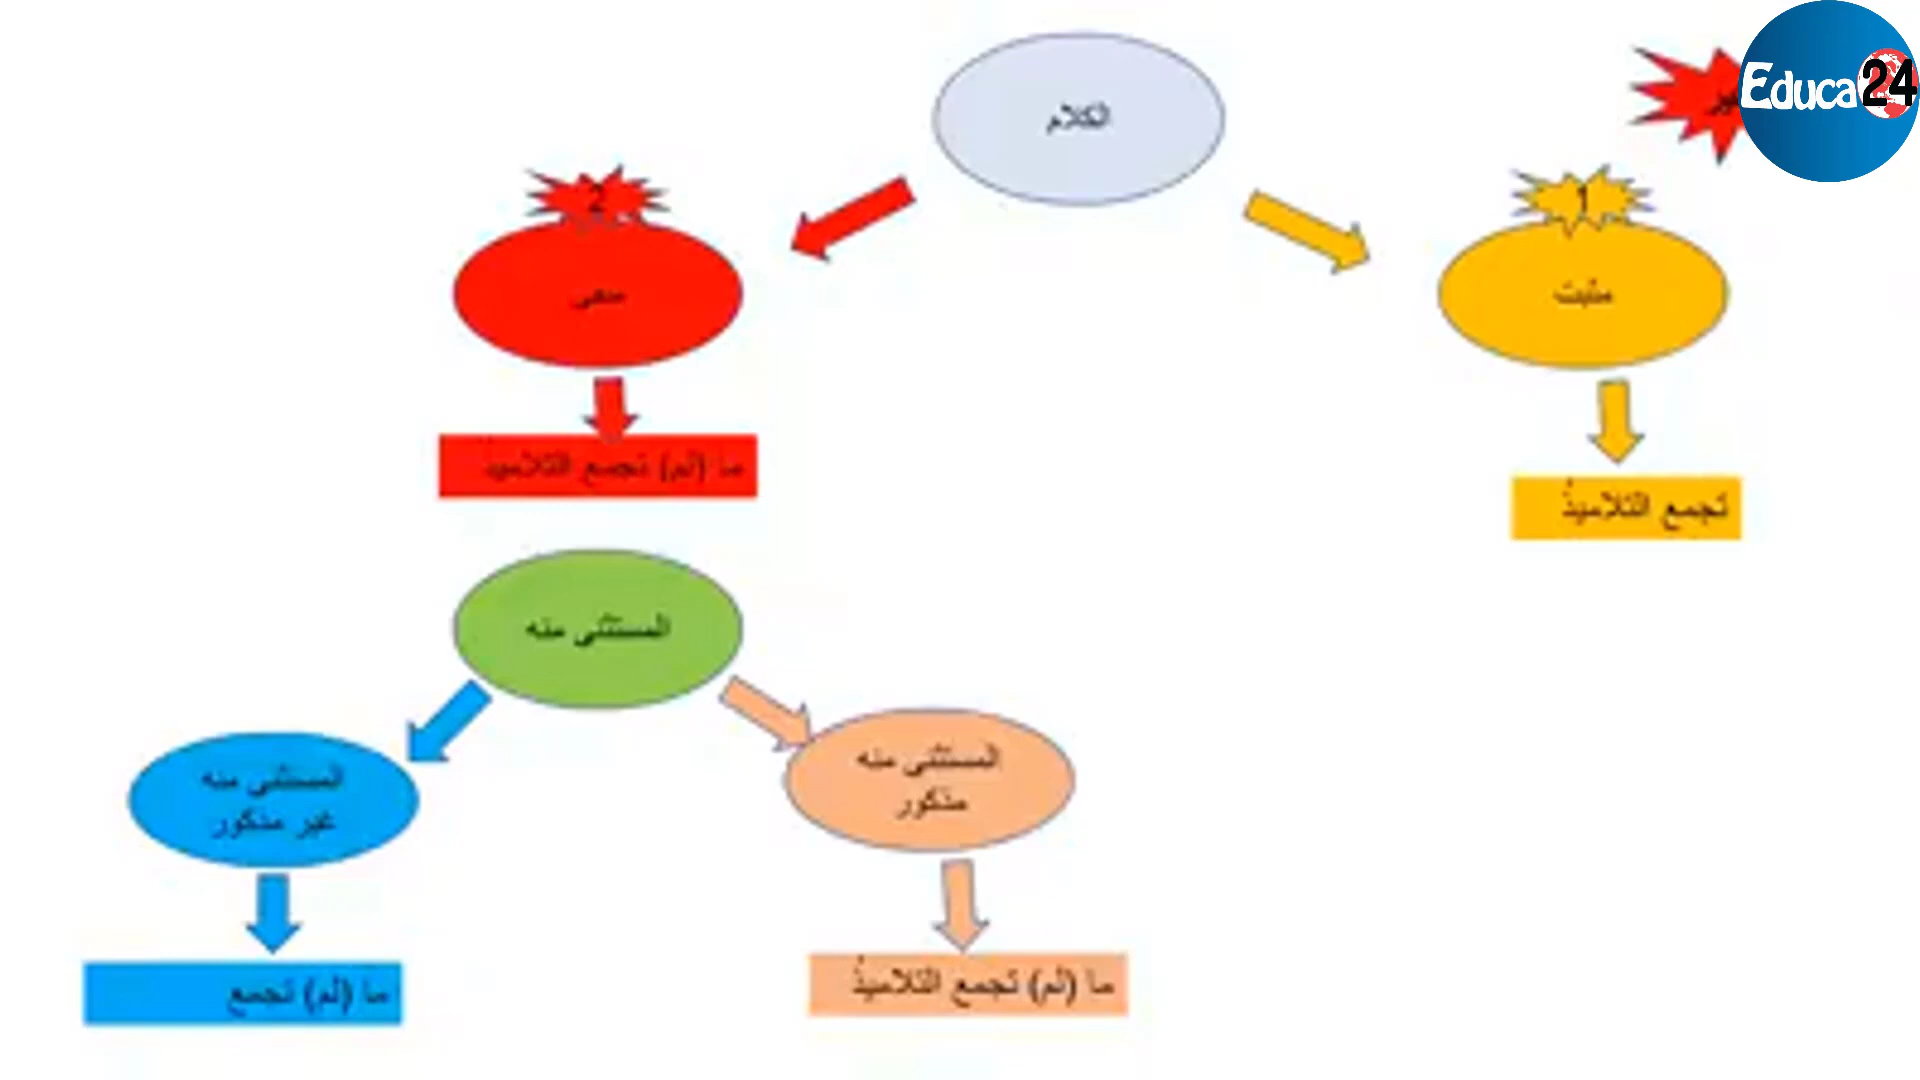 Educa24
الكلام
1
مثبت
تجمع التلاميذُ
2
منفي
ما (لم) تجمع التلاميذ
المستثنى منه
المستثنى منه
مذكور
ما (لم) تجمع التلاميذُ
المستثنى منه
غير مذكور
ما (لم) تجمع